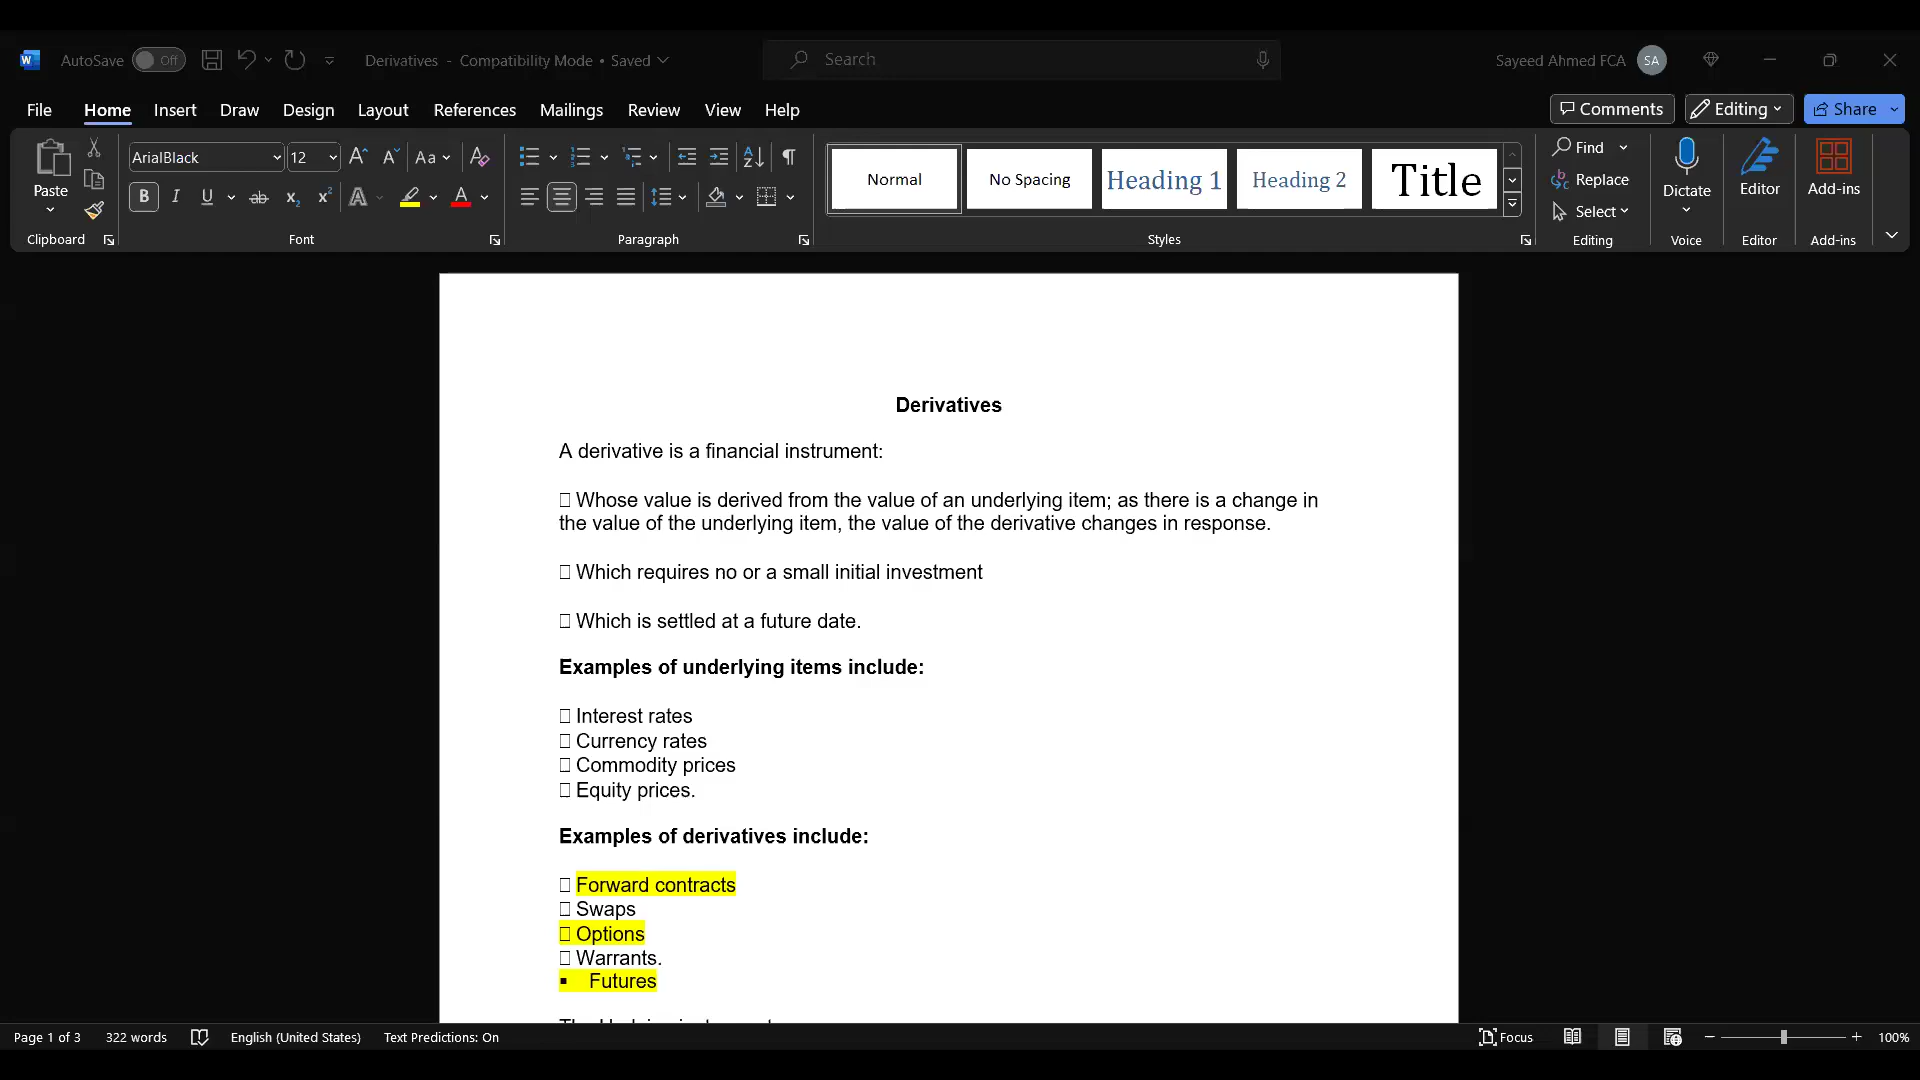 AutoSave Off Derivatives - Compatibility Mode • Saved Search Sayeed Ahmed FCA SA
File Home Insert Draw Design Layout References Mailings Review View Help Comments Editing Share
Paste ArialBlack 12 Aa Normal No Spacing Heading 1 Heading 2 Title Find Replace Select Dictate Editor Add-ins
Clipboard Font Paragraph Styles Editing Voice Editor Add-ins
Derivatives
A derivative is a financial instrument:
Whose value is derived from the value of an underlying item; as there is a change in
the value of the underlying item, the value of the derivative changes in response.
Which requires no or a small initial investment
Which is settled at a future date.
Examples of underlying items include:
Interest rates
Currency rates
Commodity prices
Equity prices.
Examples of derivatives include:
Forward contracts
Swaps
Options
Warrants.
▪ Futures
Page 1 of 3 322 words English (United States) Text Predictions: On Focus 100%